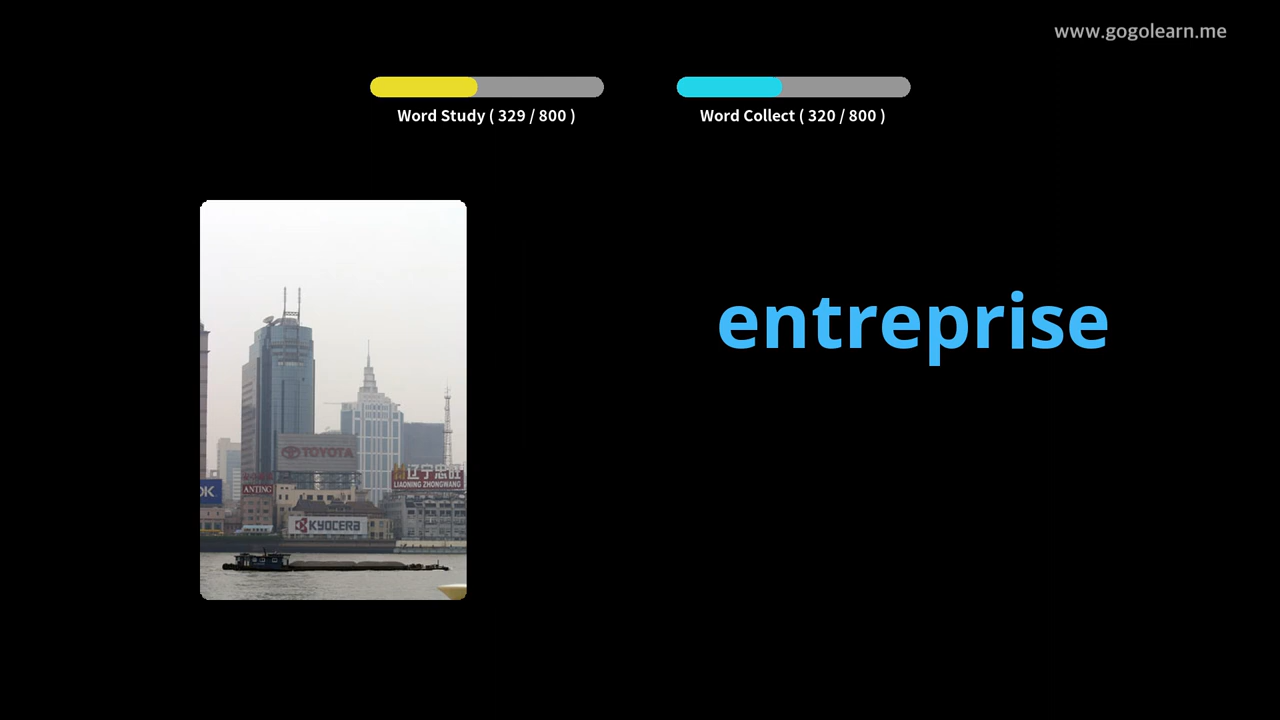 www.gogolearn.me
Word Study ( 329 / 800 )
Word Collect ( 320 / 800 )
entreprise
TOYOTA
辽宁忠旺
LIAONING ZHONGWANG
OK
ANTING
KYOCERA